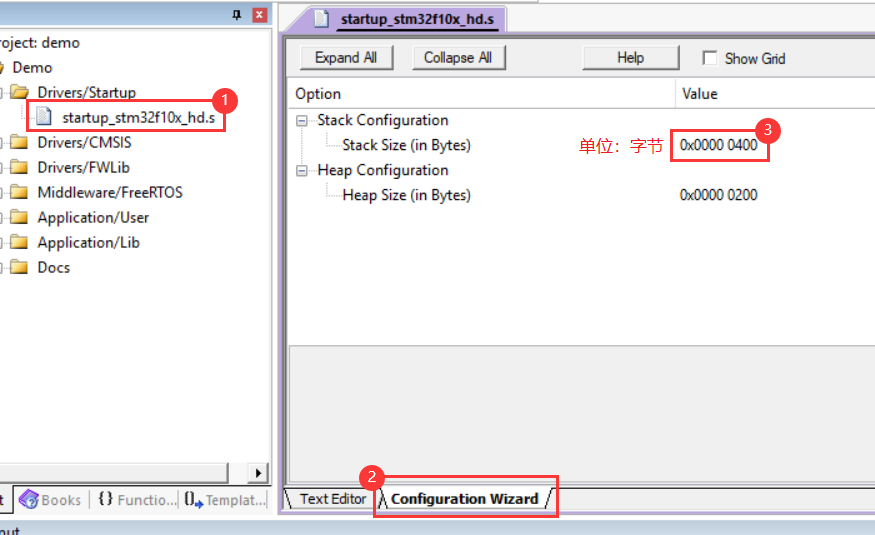 startup_stm32f10x_hd.s
roject: demo
Demo
Drivers/Startup
1
startup_stm32f10x_hd.s
Drivers/CMSIS
Drivers/FWLib
Middleware/FreeRTOS
Application/User
Application/Lib
Docs
Books
{} Functio...
Templat...
Expand All
Collapse All
Help
Show Grid
Option
Value
Stack Configuration
Stack Size (in Bytes)
单位：字节
0x0000 0400
3
Heap Configuration
Heap Size (in Bytes)
0x0000 0200
2
Text Editor
Configuration Wizard